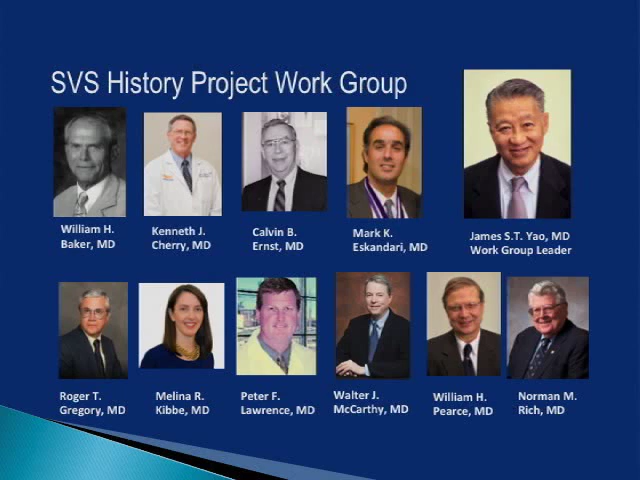 SVS History Project Work Group
William H.
Baker, MD
Kenneth J.
Cherry, MD
Calvin B.
Ernst, MD
Mark K.
Eskandari, MD
James S.T. Yao, MD
Work Group Leader
Roger T.
Gregory, MD
Melina R.
Kibbe, MD
Peter F.
Lawrence, MD
Walter J.
McCarthy, MD
William H.
Pearce, MD
Norman M.
Rich, MD